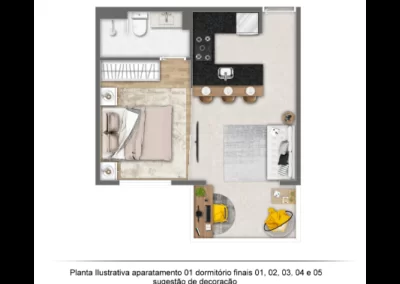 Planta Ilustrativa aparatamento 01 dormitório finais 01, 02, 03, 04 e 05
sugestão de decoração